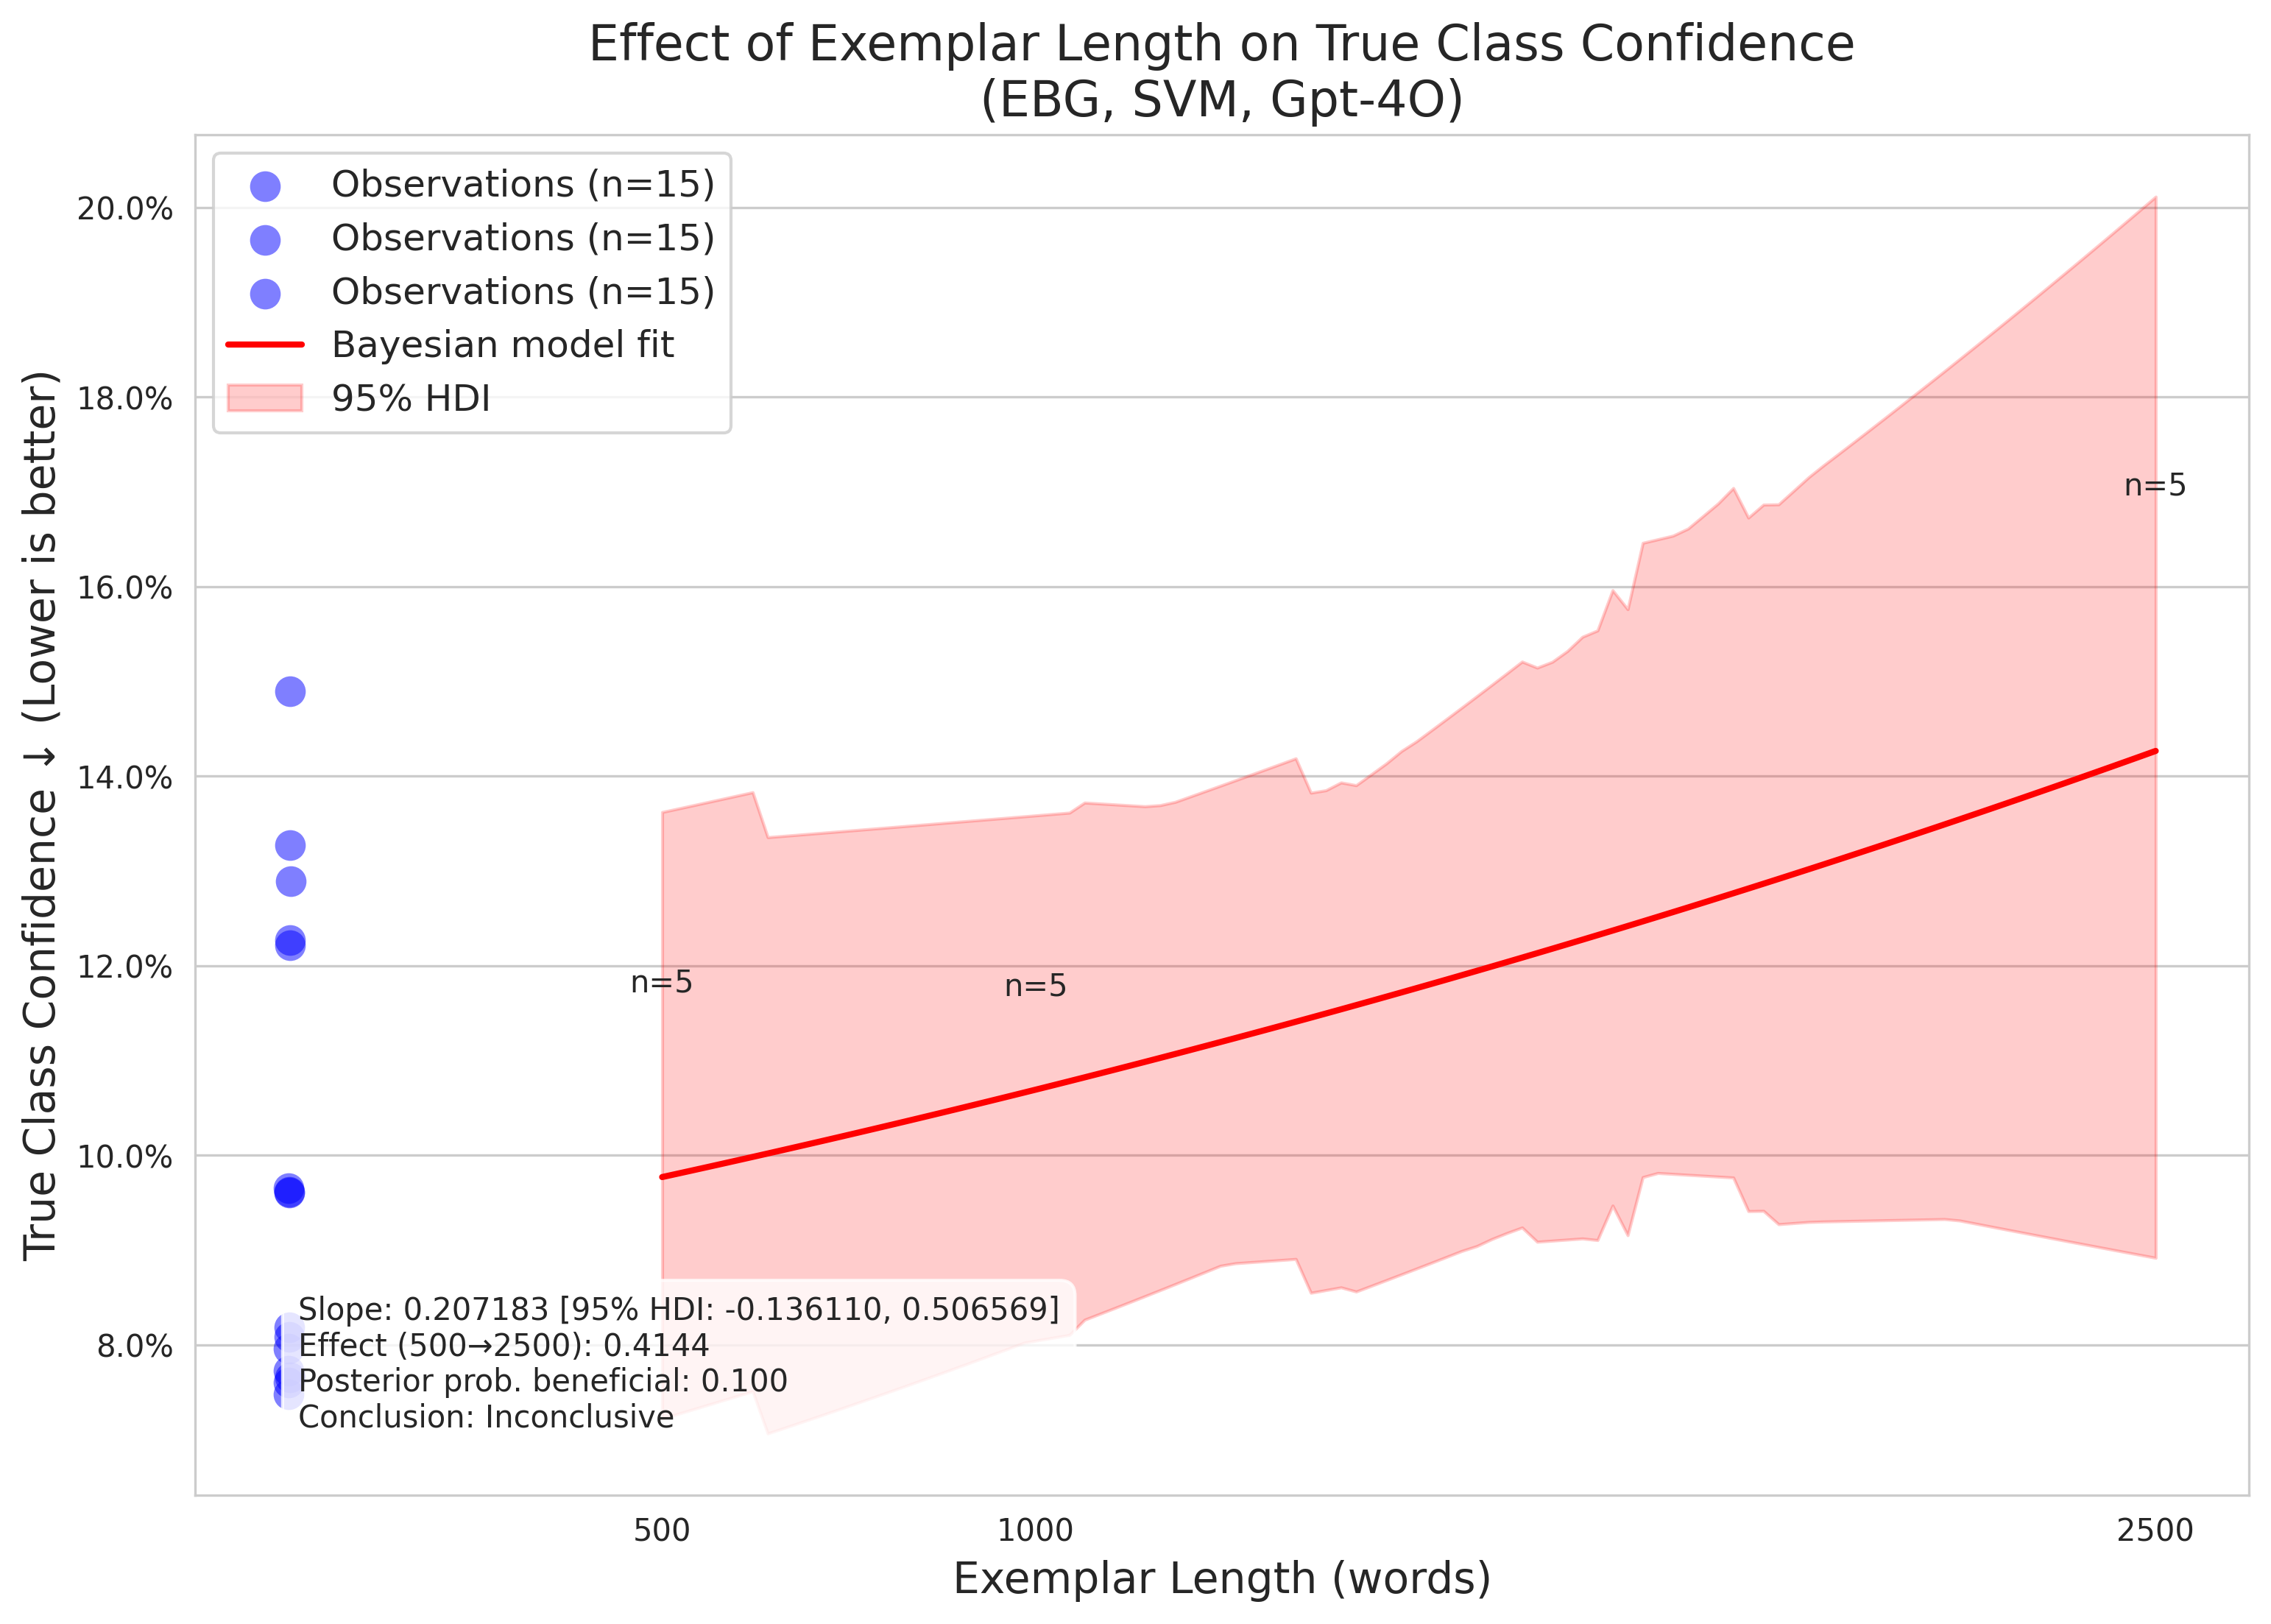 Effect of Exemplar Length on True Class Confidence
(EBG, SVM, Gpt-4O)
Observations (n=15)
Observations (n=15)
Observations (n=15)
Bayesian model fit
95% HDI
True Class Confidence ↓ (Lower is better)
20.0%
18.0%
16.0%
14.0%
12.0%
10.0%
8.0%
n=5
n=5
n=5
Slope: 0.207183 [95% HDI: -0.136110, 0.506569]
Effect (500→2500): 0.4144
Posterior prob. beneficial: 0.100
Conclusion: Inconclusive
500
1000
2500
Exemplar Length (words)